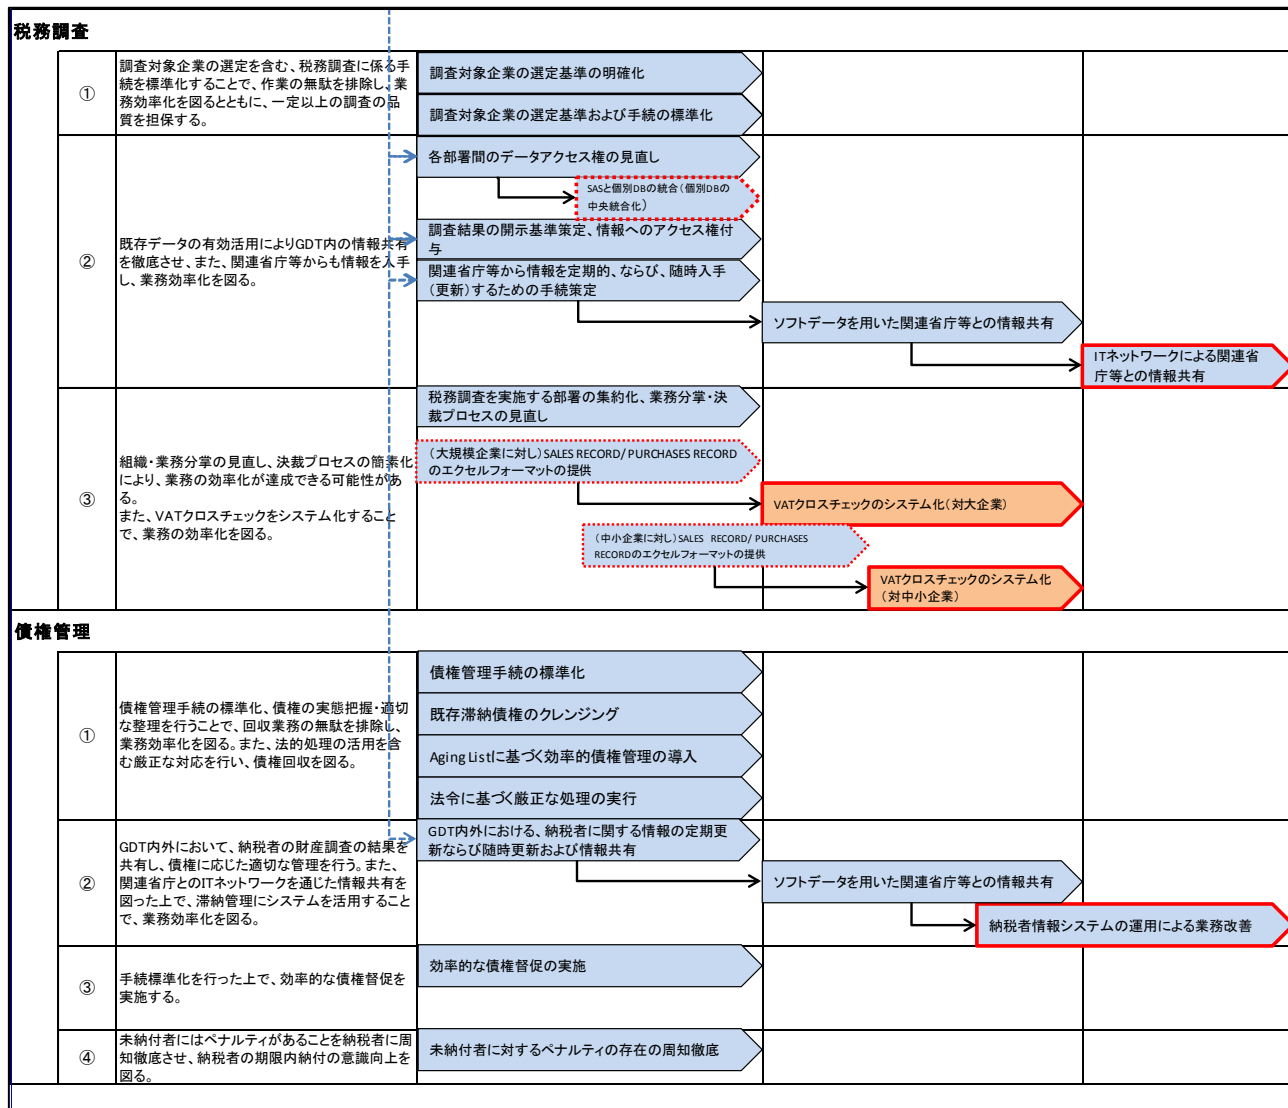 税務調査
①
調査対象企業の選定を含む、税務調査に係る手
続を標準化することで、作業の無駄を排除し、業
務効率化を図るとともに、一定以上の調査の品
質を担保する。
調査対象企業の選定基準の明確化
調査対象企業の選定基準および手続の標準化
②
既存データの有効活用によりGDT内の情報共有
を徹底させ、また、関連省庁等からも情報を入手
し、業務効率化を図る。
各部署間のデータアクセス権の見直し
SASと個別DBの統合（個別DBの
中央統合化）
調査結果の開示基準策定、情報へのアクセス権付
与
関連省庁等から情報を定期的、ならび、随時入手
（更新）するための手続策定
ソフトデータを用いた関連省庁等との情報共有
ITネットワークによる関連省
庁等との情報共有
③
組織・業務分掌の見直し、決裁プロセスの簡素化
により、業務の効率化が達成できる可能性があ
る。
また、VATクロスチェックをシステム化すること
で、業務の効率化を図る。
税務調査を実施する部署の集約化、業務分掌・決
裁プロセスの見直し
（大規模企業に対し）SALES RECORD/ PURCHASES RECORD
のエクセルフォーマットの提供
VATクロスチェックのシステム化（対大企業）
（中小企業に対し）SALES RECORD/ PURCHASES
RECORDのエクセルフォーマットの提供
VATクロスチェックのシステム化
（対中小企業）
債権管理
①
債権管理手続の標準化、債権の実態把握・適切
な整理を行うことで、回収業務の無駄を排除し、
業務効率化を図る。また、法的処理の活用を含
む厳正な対応を行い、債権回収を図る。
債権管理手続の標準化
既存滞納債権のクレンジング
Aging Listに基づく効率的債権管理の導入
法令に基づく厳正な処理の実行
②
GDT内外において、納税者の財産調査の結果を
共有し、債権に応じた適切な管理を行う。また、
関連省庁とのITネットワークを通じた情報共有を
図った上で、滞納管理にシステムを活用すること
で、業務効率化を図る。
GDT内外における、納税者に関する情報の定期更
新ならび随時更新および情報共有
ソフトデータを用いた関連省庁等との情報共有
納税者情報システムの運用による業務改善
③
手続標準化を行った上で、効率的な債権督促を
実施する。
効率的な債権督促の実施
④
未納付者にはペナルティがあることを納税者に周
知徹底させ、納税者の期限内納付の意識向上を
図る。
未納付者に対するペナルティの存在の周知徹底